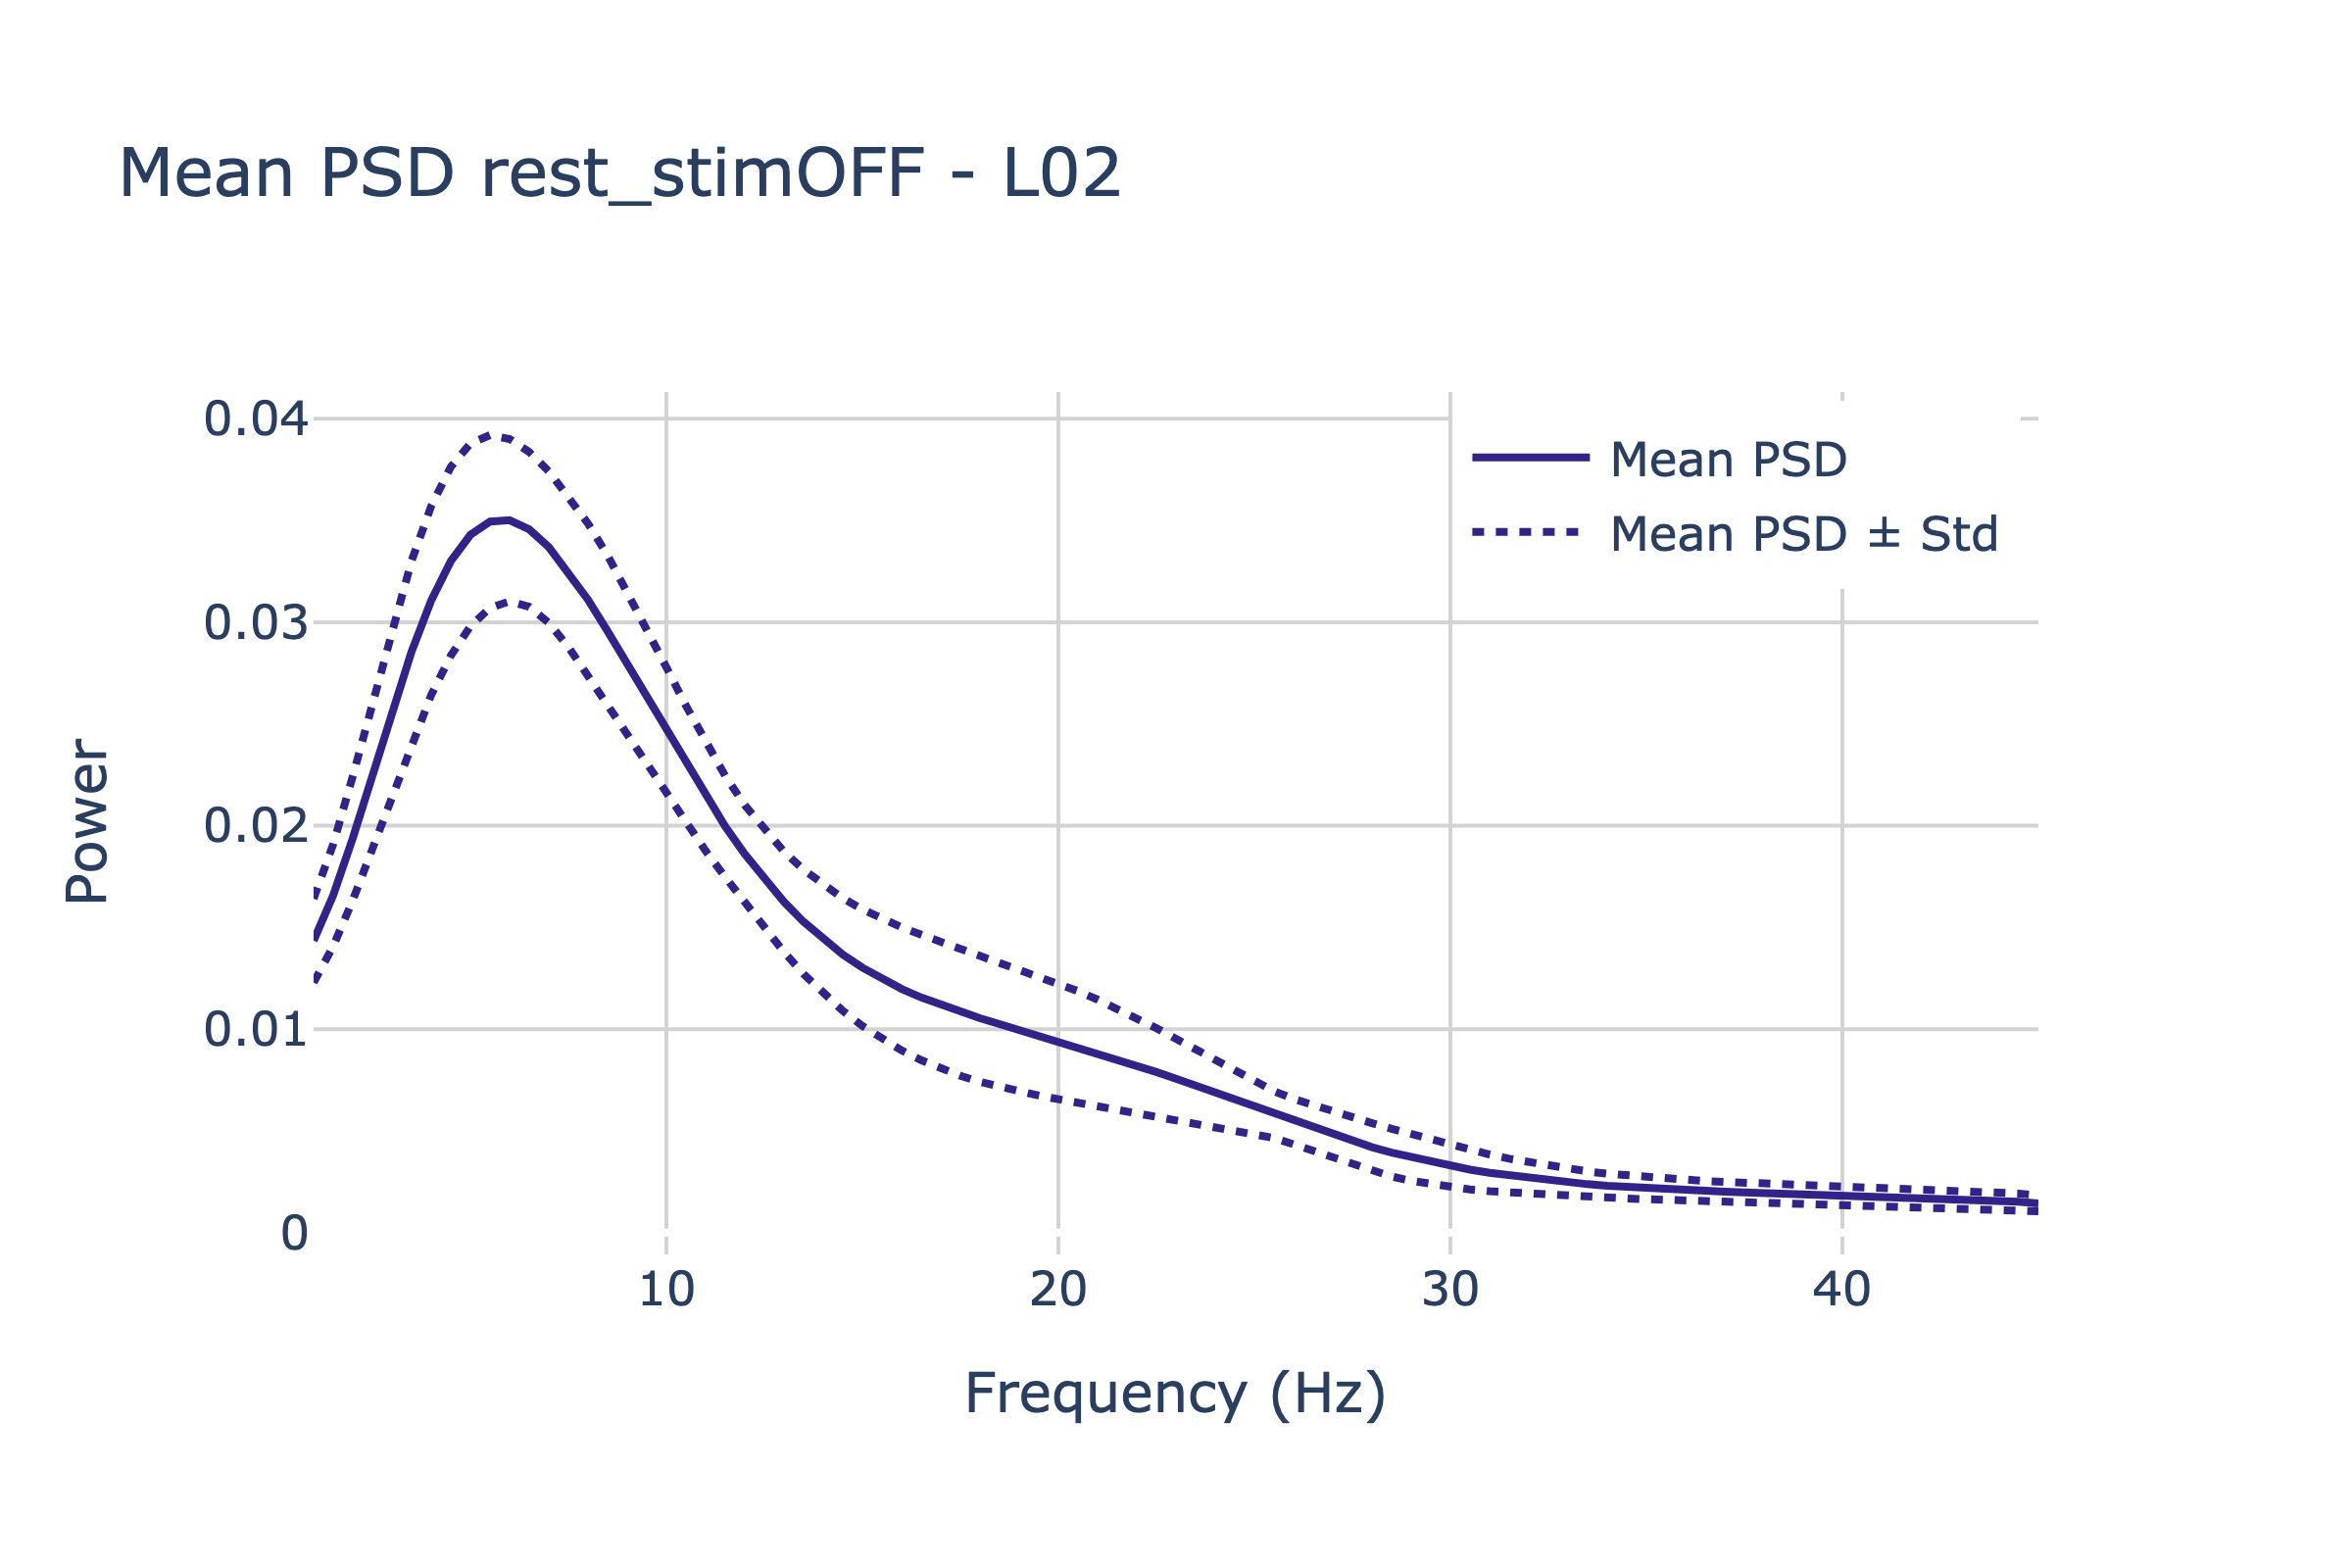 Mean PSD rest_stimOFF - L02
Mean PSD
Mean PSD ± Std
Power
0.04
0.03
0.02
0.01
0
10
20
30
40
Frequency (Hz)